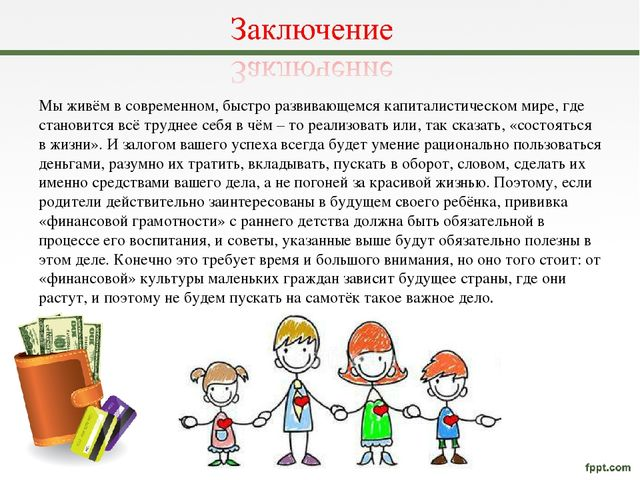 Заключение
Мы живём в современном, быстро развивающемся капиталистическом мире, где
становится всё труднее себя в чём – то реализовать или, так сказать, «состояться
в жизни». И залогом вашего успеха всегда будет умение рационально пользоваться
деньгами, разумно их тратить, вкладывать, пускать в оборот, словом, сделать их
именно средствами вашего дела, а не погоней за красивой жизнью. Поэтому, если
родители действительно заинтересованы в будущем своего ребёнка, прививка
«финансовой грамотности» с раннего детства должна быть обязательной в
процессе его воспитания, и советы, указанные выше будут обязательно полезны в
этом деле. Конечно это требует время и большого внимания, но оно того стоит: от
«финансовой» культуры маленьких граждан зависит будущее страны, где они
растут, и поэтому не будем пускать на самотёк такое важное дело.
fppt.com